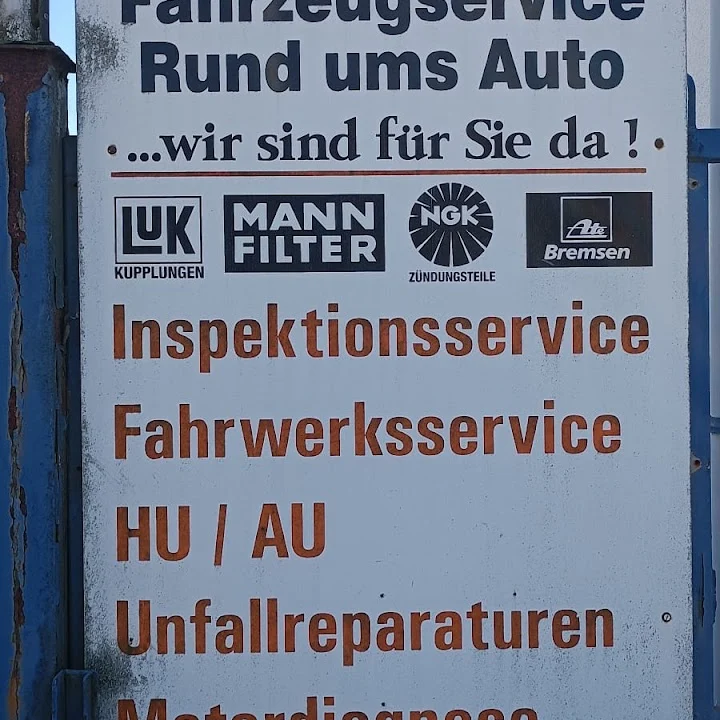 Fahrzeugservice
Rund ums Auto
...wir sind für Sie da !
LUK
KUPPLUNGEN
MANN
FILTER
NGK
ZÜNDUNGSTEILE
Ate
Bremsen
Inspektionsservice
Fahrwerksservice
HU / AU
Unfallreparaturen
Motordiagnose